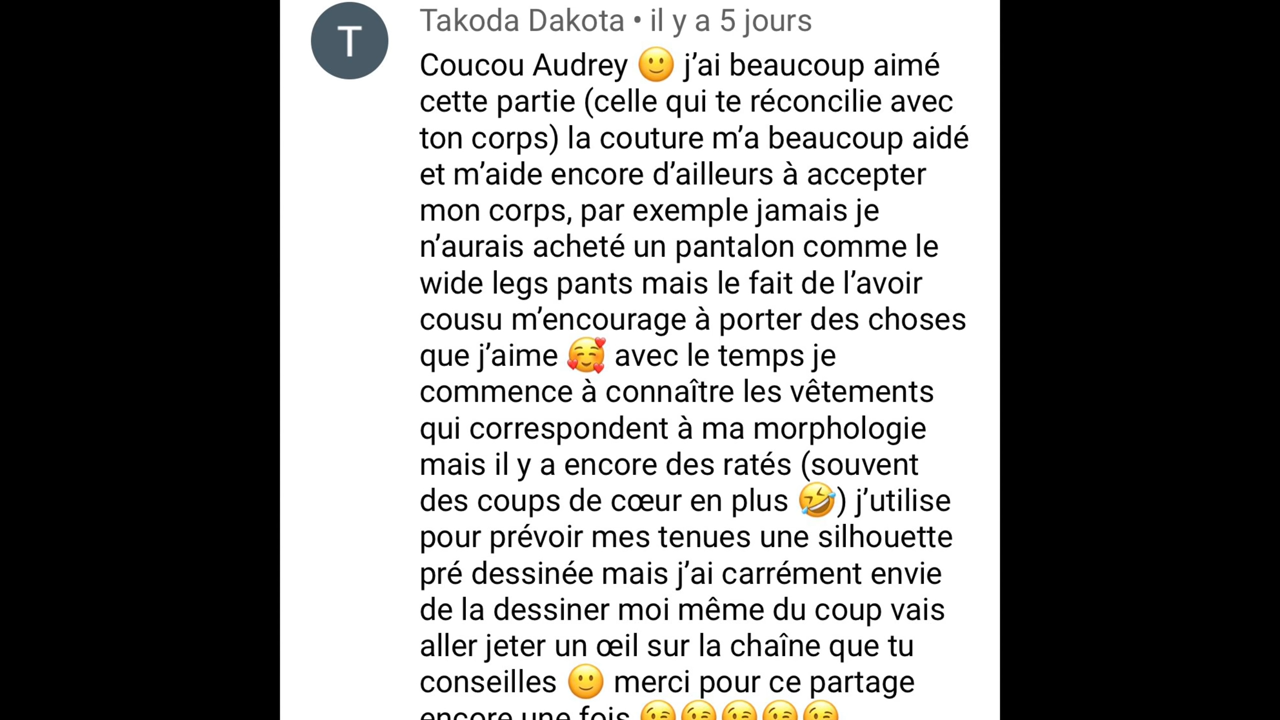 T
Takoda Dakota • il y a 5 jours
Coucou Audrey 🙂 j’ai beaucoup aimé
cette partie (celle qui te réconcilie avec
ton corps) la couture m’a beaucoup aidé
et m’aide encore d’ailleurs à accepter
mon corps, par exemple jamais je
n’aurais acheté un pantalon comme le
wide legs pants mais le fait de l’avoir
cousu m’encourage à porter des choses
que j’aime 🥰 avec le temps je
commence à connaître les vêtements
qui correspondent à ma morphologie
mais il y a encore des ratés (souvent
des coups de cœur en plus 🤣) j’utilise
pour prévoir mes tenues une silhouette
pré dessinée mais j’ai carrément envie
de la dessiner moi même du coup vais
aller jeter un œil sur la chaîne que tu
conseilles 🙂 merci pour ce partage
encore une fois 😉😉😉😉😉